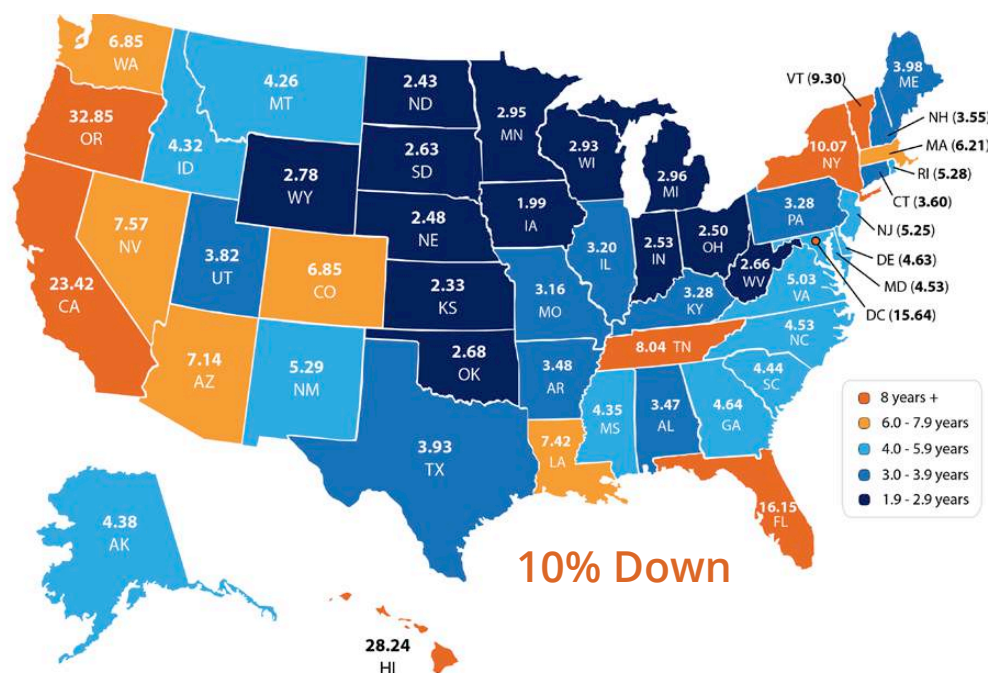 6.85
WA
32.85
OR
23.42
CA
7.57
NV
4.32
ID
4.26
MT
2.78
WY
3.82
UT
6.85
CO
7.14
AZ
5.29
NM
2.43
ND
2.63
SD
2.48
NE
2.33
KS
2.68
OK
3.93
TX
2.95
MN
1.99
IA
3.16
MO
3.48
AR
7.42
LA
2.93
WI
3.20
IL
2.96
MI
2.53
IN
2.50
OH
3.28
KY
8.04 TN
4.35
MS
3.47
AL
4.64
GA
16.15
FL
4.44
SC
4.53
NC
5.03
VA
2.66
WV
3.28
PA
10.07
NY
3.98
ME
VT (9.30)
NH (3.55)
MA (6.21)
RI (5.28)
CT (3.60)
NJ (5.25)
DE (4.63)
MD (4.53)
DC (15.64)
8 years +
6.0 - 7.9 years
4.0 - 5.9 years
3.0 - 3.9 years
1.9 - 2.9 years
4.38
AK
28.24
HI
10% Down